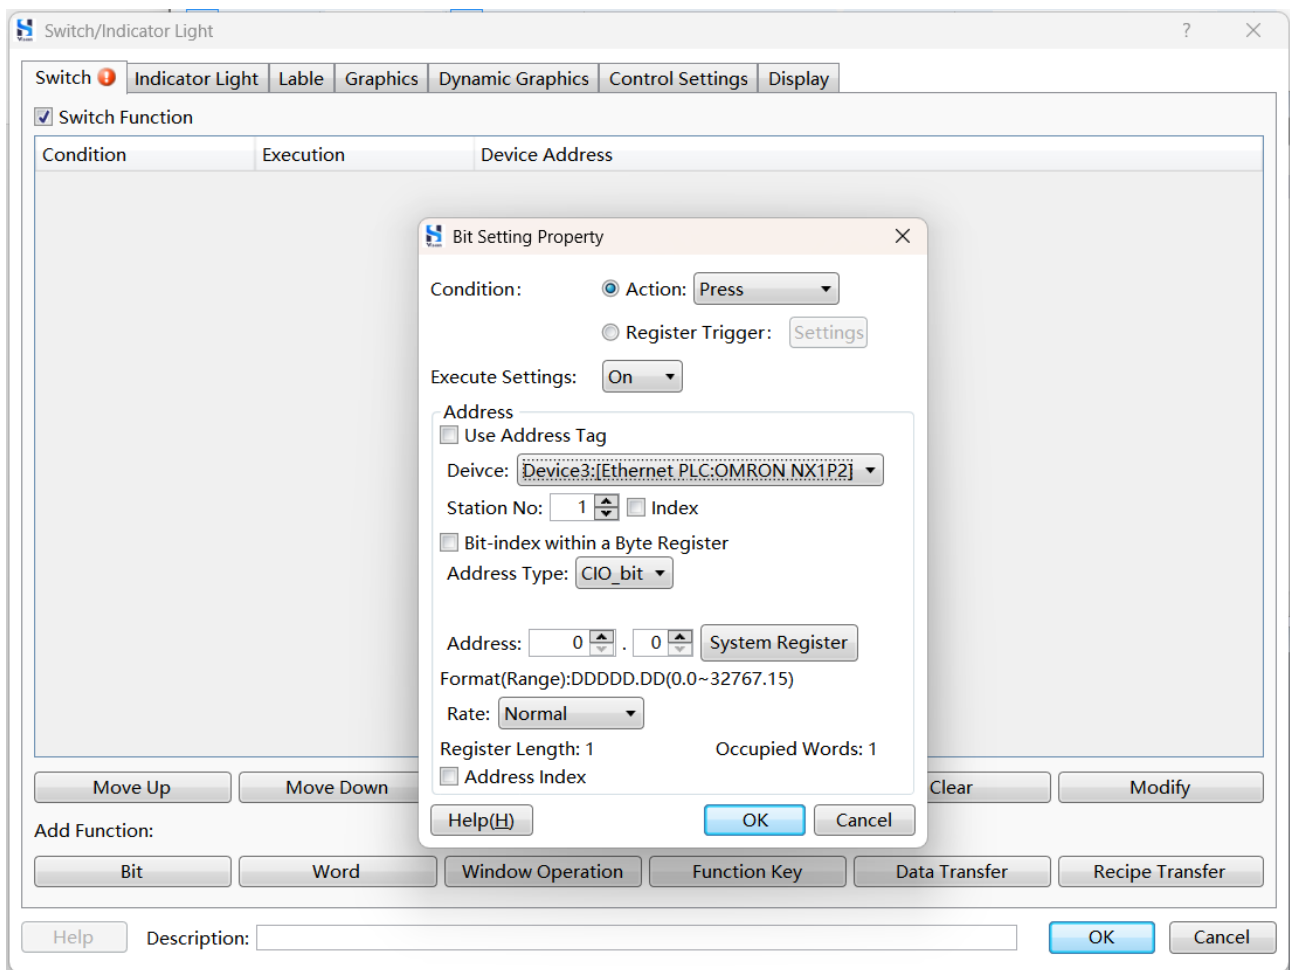 Switch/Indicator Light ?
Switch Indicator Light Lable Graphics Dynamic Graphics Control Settings Display
Switch Function
Condition Execution Device Address
Bit Setting Property
Condition: Action: Press
Register Trigger: Settings
Execute Settings: On
Address
Use Address Tag
Deivce: Device3:[Ethernet PLC:OMRON NX1P2]
Station No: 1 Index
Bit-index within a Byte Register
Address Type: CIO_bit
Address: 0 . 0 System Register
Format(Range):DDDDD.DD(0.0~32767.15)
Rate: Normal
Register Length: 1 Occupied Words: 1
Address Index
Help(H) OK Cancel
Move Up Move Down Clear Modify
Add Function:
Bit Word Window Operation Function Key Data Transfer Recipe Transfer
Help Description: OK Cancel